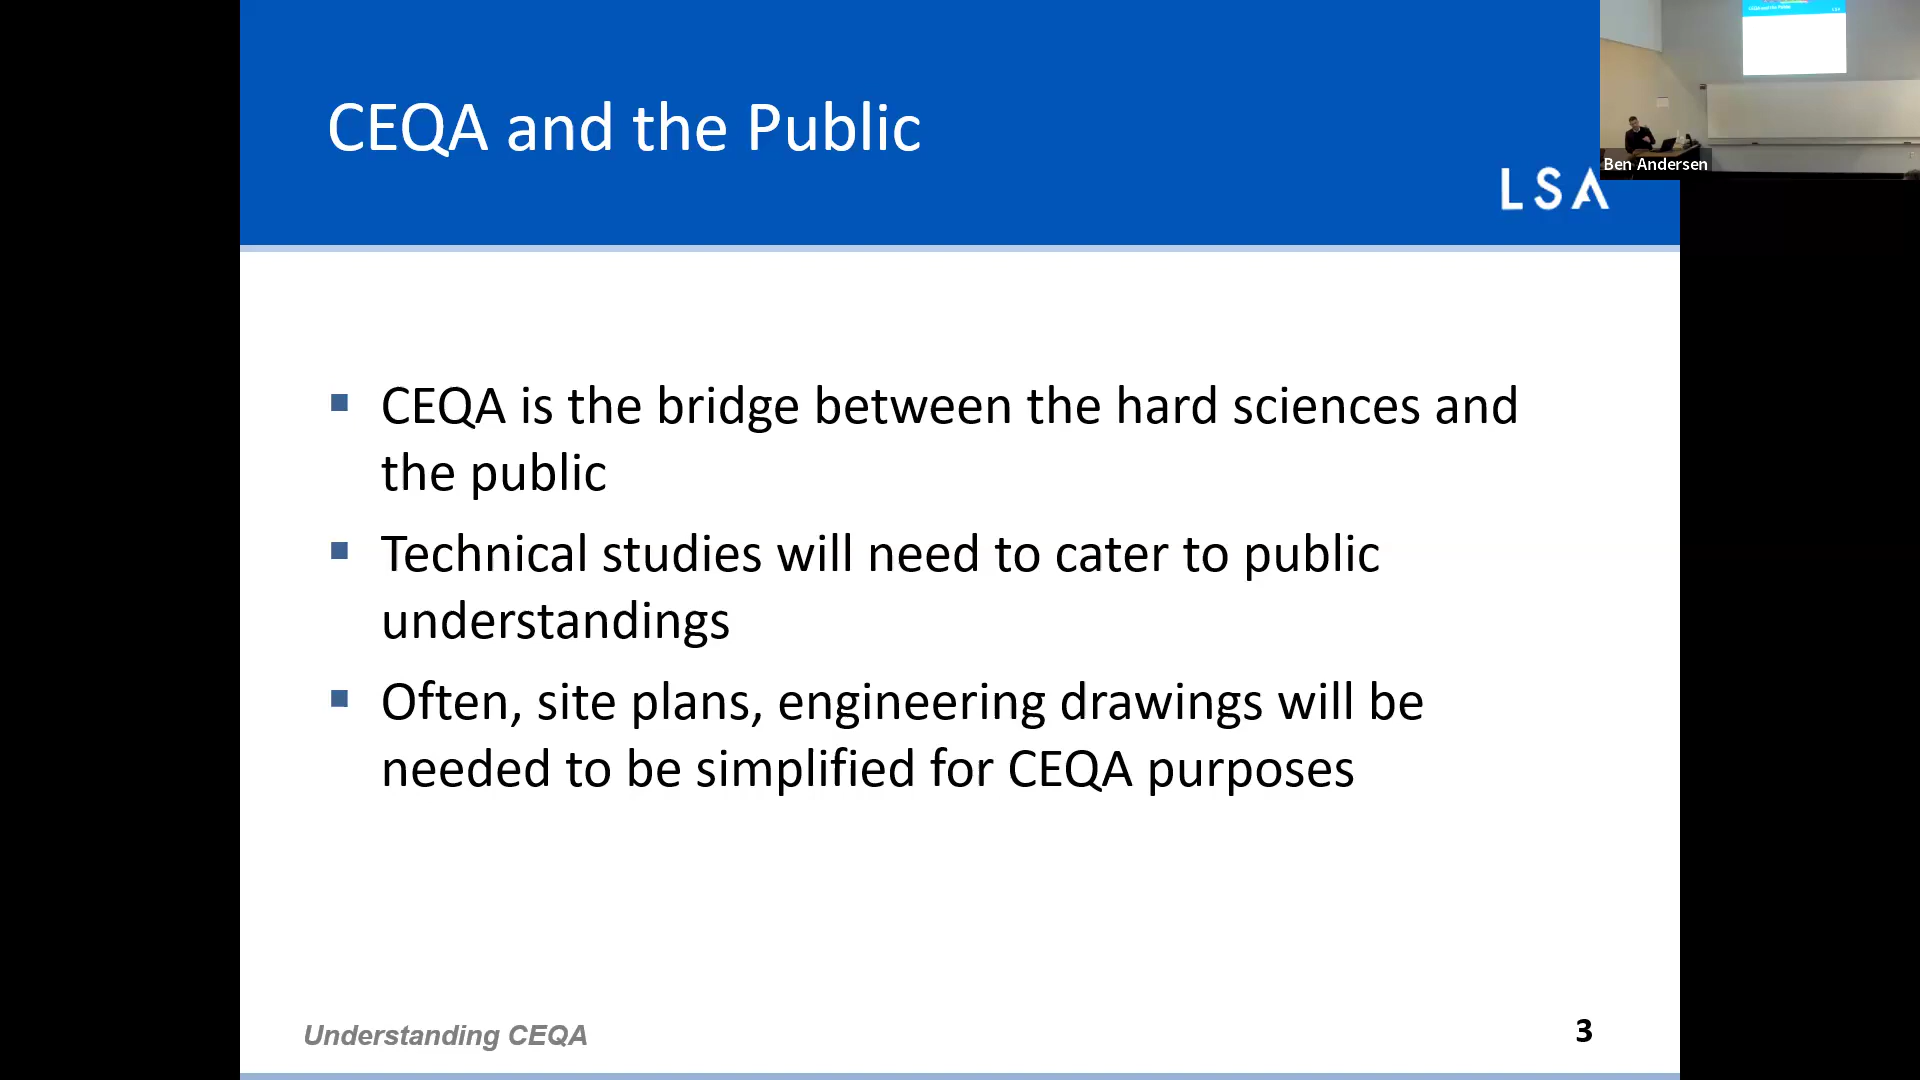 CEQA and the Public
LSA
Ben Andersen
▪ CEQA is the bridge between the hard sciences and
the public
▪ Technical studies will need to cater to public
understandings
▪ Often, site plans, engineering drawings will be
needed to be simplified for CEQA purposes
Understanding CEQA
3